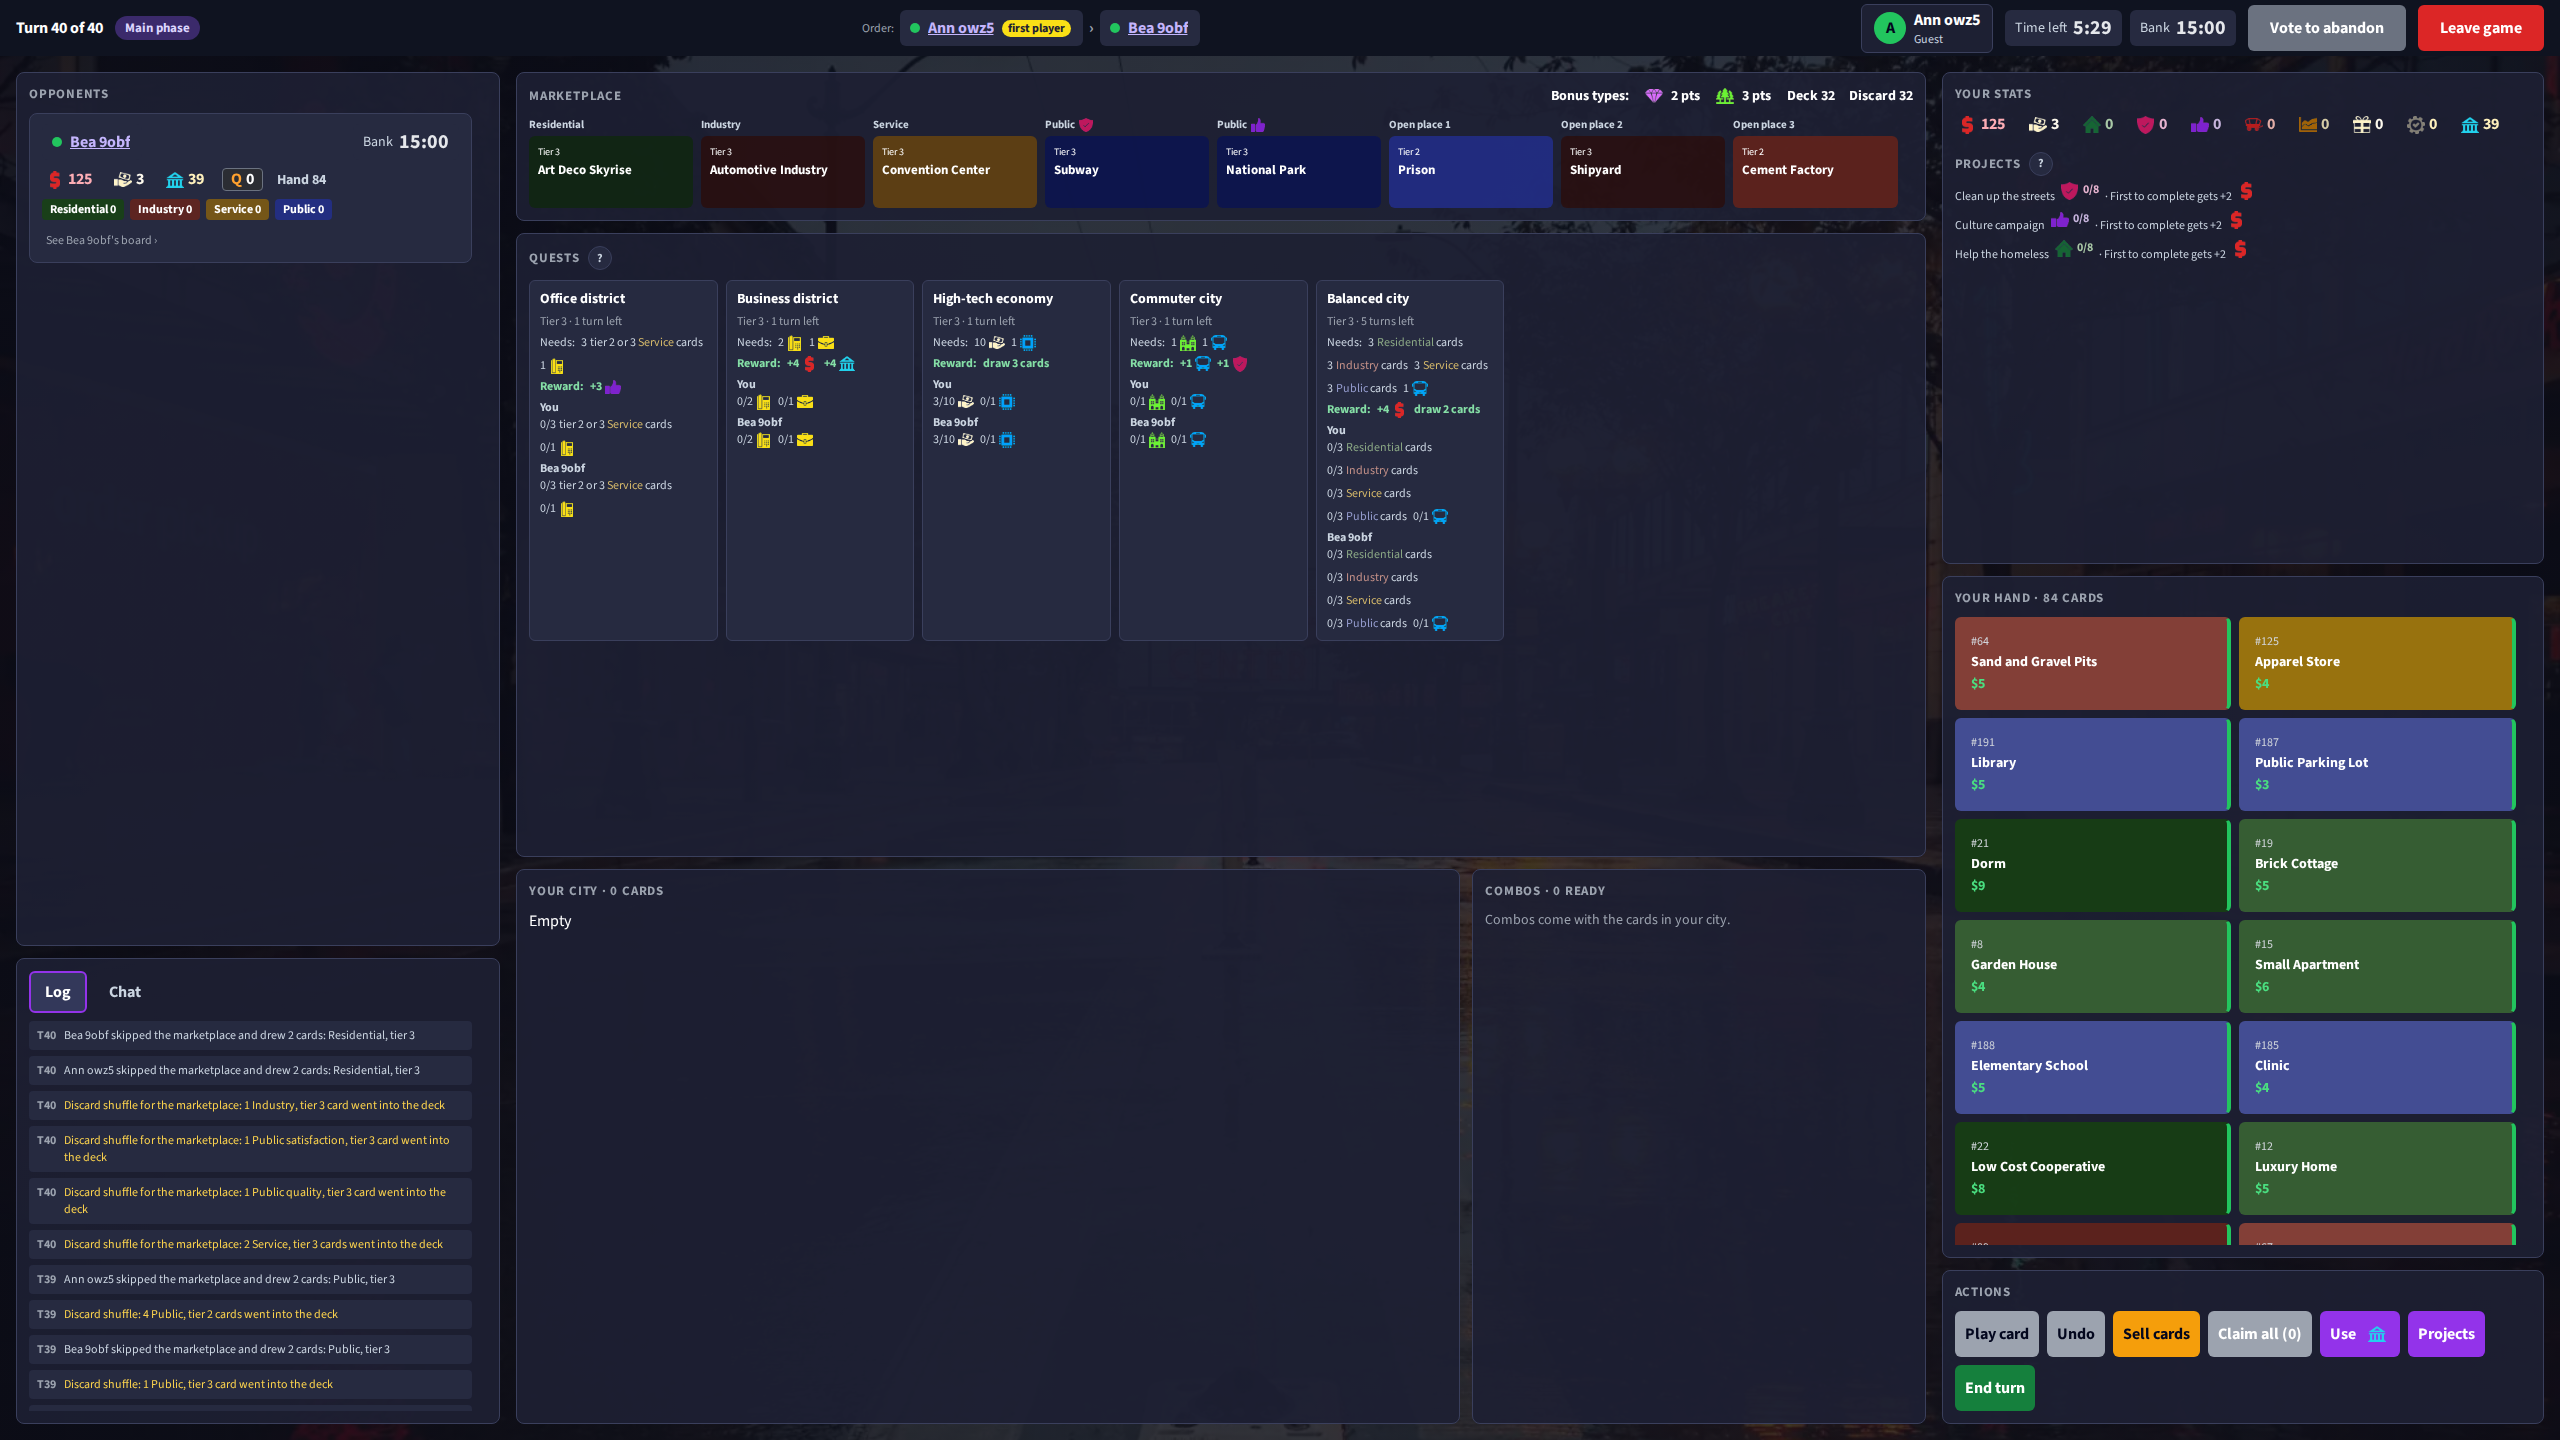 Turn 40 of 40 Main phase
Order: Ann owz5 first player › Bea 9obf
A Ann owz5 Guest
Time left 5:29
Bank 15:00
Vote to abandon
Leave game
OPPONENTS
Bea 9obf Bank 15:00
125 3 39 Q 0 Hand 84
Residential 0 Industry 0 Service 0 Public 0
See Bea 9obf's board ›
MARKETPLACE
Bonus types: 2 pts 3 pts Deck 32 Discard 32
Residential Industry Service Public Public Open place 1 Open place 2 Open place 3
Tier 3 Tier 3 Tier 3 Tier 3 Tier 3 Tier 2 Tier 3 Tier 2
Art Deco Skyrise Automotive Industry Convention Center Subway National Park Prison Shipyard Cement Factory
QUESTS ?
Office district
Tier 3 · 1 turn left
Needs: 3 tier 2 or 3 Service cards
1
Reward: +3
You
0/3 tier 2 or 3 Service cards
0/1
Bea 9obf
0/3 tier 2 or 3 Service cards
0/1
Business district
Tier 3 · 1 turn left
Needs: 2 1
Reward: +4 +4
You
0/2 0/1
Bea 9obf
0/2 0/1
High-tech economy
Tier 3 · 1 turn left
Needs: 10 1
Reward: draw 3 cards
You
3/10 0/1
Bea 9obf
3/10 0/1
Commuter city
Tier 3 · 1 turn left
Needs: 1 1
Reward: +1 +1
You
0/1 0/1
Bea 9obf
0/1 0/1
Balanced city
Tier 3 · 5 turns left
Needs: 3 Residential cards
3 Industry cards 3 Service cards
3 Public cards 1
Reward: +4 draw 2 cards
You
0/3 Residential cards
0/3 Industry cards
0/3 Service cards
0/3 Public cards 0/1
Bea 9obf
0/3 Residential cards
0/3 Industry cards
0/3 Service cards
0/3 Public cards 0/1
YOUR CITY · 0 CARDS
Empty
COMBOS · 0 READY
Combos come with the cards in your city.
Log Chat
T40 Bea 9obf skipped the marketplace and drew 2 cards: Residential, tier 3
T40 Ann owz5 skipped the marketplace and drew 2 cards: Residential, tier 3
T40 Discard shuffle for the marketplace: 1 Industry, tier 3 card went into the deck
T40 Discard shuffle for the marketplace: 1 Public satisfaction, tier 3 card went into
the deck
T40 Discard shuffle for the marketplace: 1 Public quality, tier 3 card went into the
deck
T40 Discard shuffle for the marketplace: 2 Service, tier 3 cards went into the deck
T39 Ann owz5 skipped the marketplace and drew 2 cards: Public, tier 3
T39 Discard shuffle: 4 Public, tier 2 cards went into the deck
T39 Bea 9obf skipped the marketplace and drew 2 cards: Public, tier 3
T39 Discard shuffle: 1 Public, tier 3 card went into the deck
YOUR STATS
125 3 0 0 0 0 0 0 0 39
PROJECTS ?
Clean up the streets 0/8 · First to complete gets +2
Culture campaign 0/8 · First to complete gets +2
Help the homeless 0/8 · First to complete gets +2
YOUR HAND · 84 CARDS
#64
Sand and Gravel Pits
$5
#125
Apparel Store
$4
#191
Library
$5
#187
Public Parking Lot
$3
#21
Dorm
$9
#19
Brick Cottage
$5
#8
Garden House
$4
#15
Small Apartment
$6
#188
Elementary School
$5
#185
Clinic
$4
#22
Low Cost Cooperative
$8
#12
Luxury Home
$5
ACTIONS
Play card Undo Sell cards Claim all (0) Use Projects
End turn